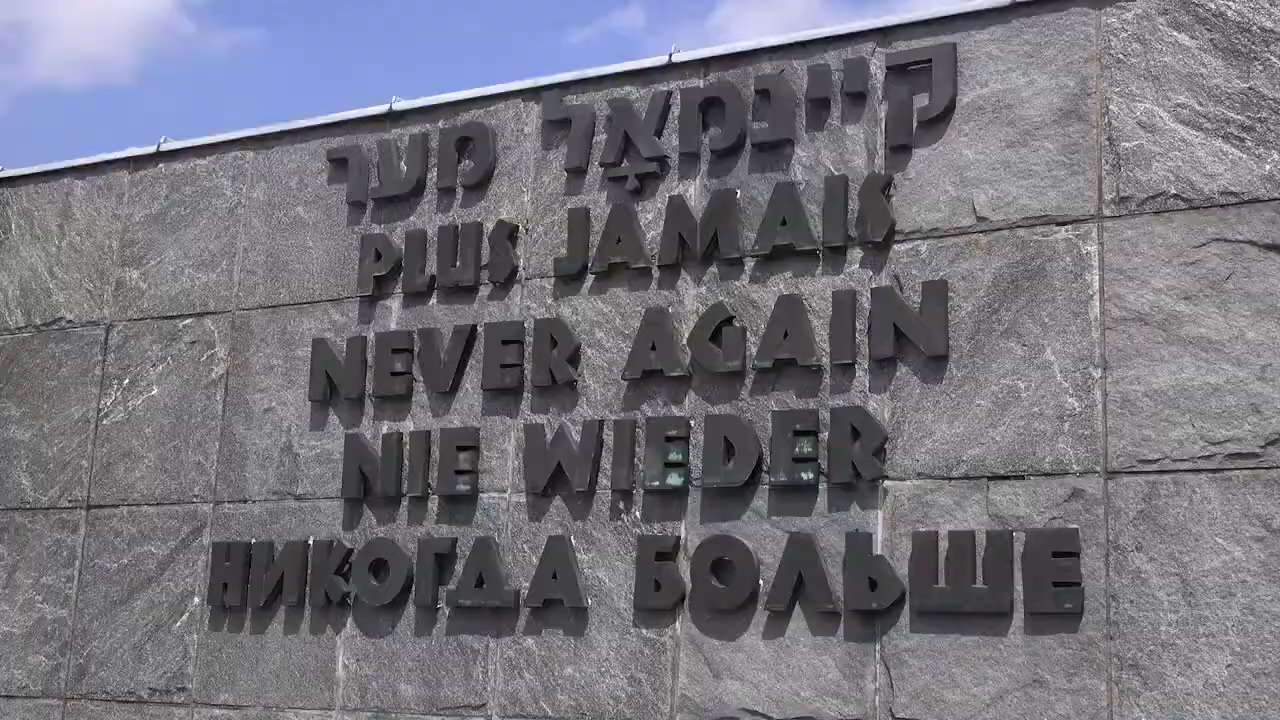 קיינמאָל מער
PLUS JAMAIS
NEVER AGAIN
NIE WIEDER
НИКОГДА БОЛЬШЕ